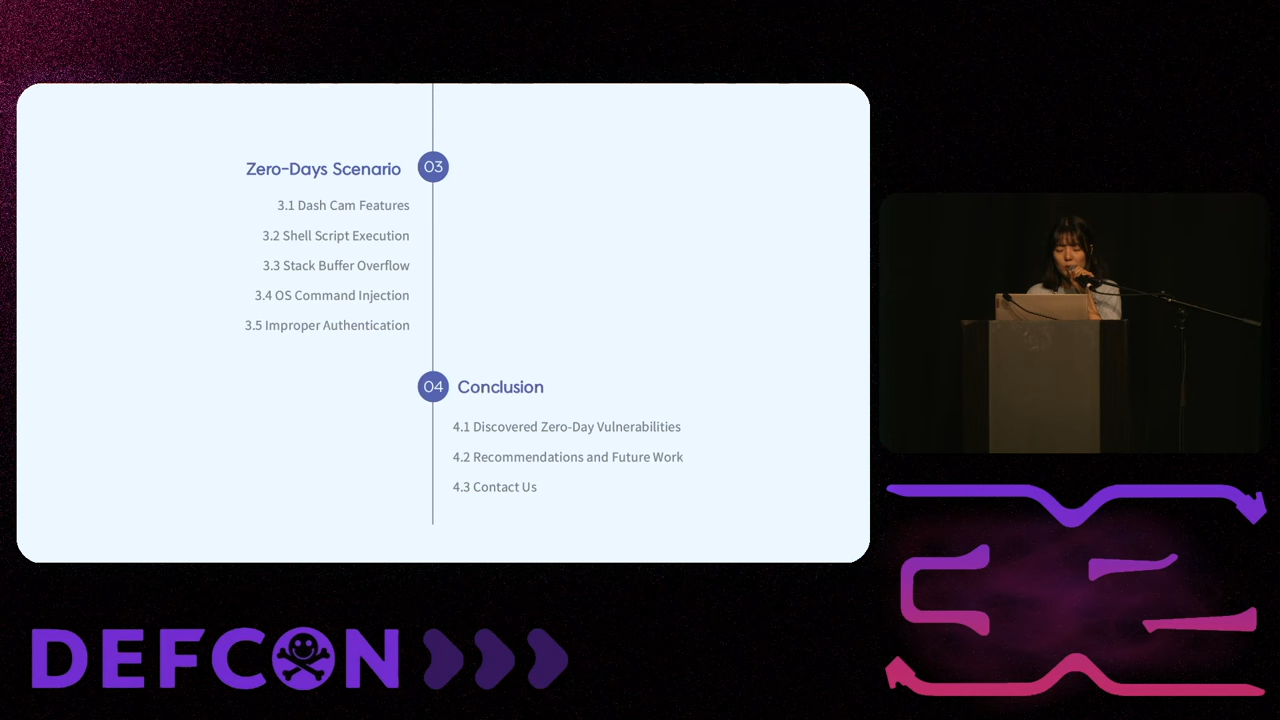 Zero-Days Scenario 03
3.1 Dash Cam Features
3.2 Shell Script Execution
3.3 Stack Buffer Overflow
3.4 OS Command Injection
3.5 Improper Authentication
04 Conclusion
4.1 Discovered Zero-Day Vulnerabilities
4.2 Recommendations and Future Work
4.3 Contact Us
DEFCON